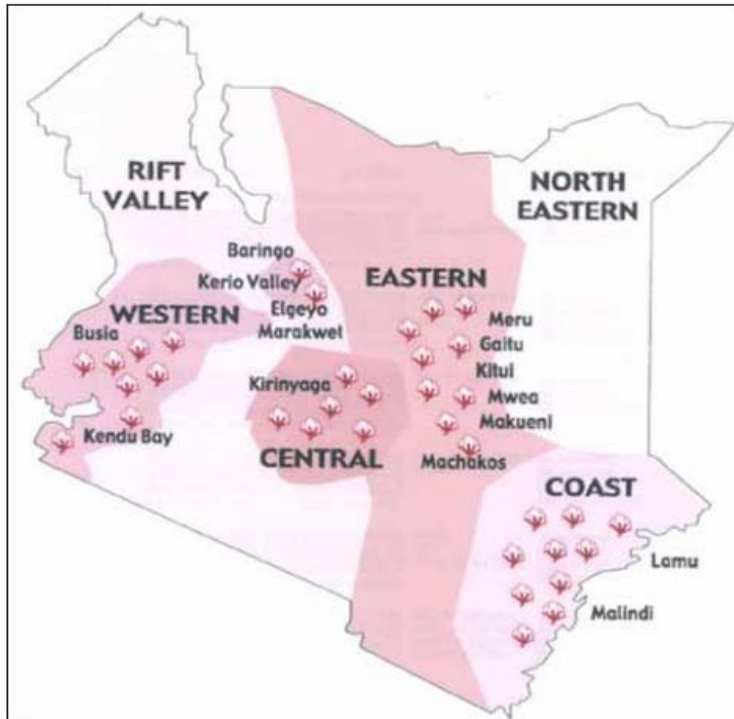 RIFT
VALLEY
NORTH
EASTERN
Baringo
Kerio Valley
Elgeyo
Marakwet
EASTERN
WESTERN
Busia
Meru
Gaitu
Kitui
Mwea
Makueni
Machakos
Kirinyaga
CENTRAL
Kendu Bay
COAST
Lamu
Malindi